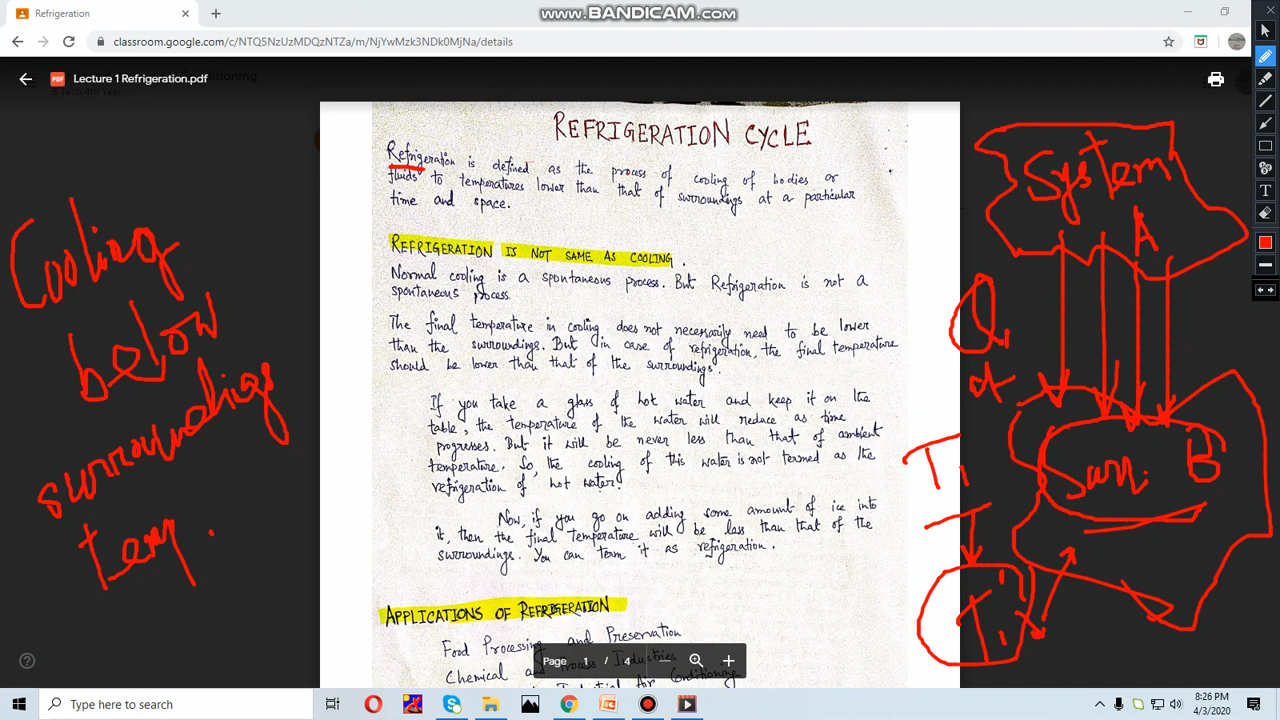 Refrigeration
www.BANDICAM.com
classroom.google.com/c/NTQ5NzUzMDQzNTZa/m/NjYwMzk3NDk0MjNa/details
Lecture 1 Refrigeration.pdf
REFRIGERATION CYCLE
Refrigeration is defined as the process of cooling of bodies or
fluids to temperatures lower than that of surroundings at a particular
time and space.
REFRIGERATION IS NOT SAME AS COOLING.
Normal cooling is a spontaneous process. But Refrigeration is not a
spontaneous process.
The final temperature in cooling does not necessarily need to be lower
than the surroundings. But in case of refrigeration, the final temperature
should be lower than that of the surroundings.
If you take a glass of hot water and keep it on the
table, the temperature of the water will reduce as time
progresses. But it will be never less than that of ambient
temperature. So, the cooling of this water is not termed as the
refrigeration of hot water.
Now, if you go on adding some amount of ice into
it, then the final temperature will be less than that of the
surroundings. You can term it as refrigeration.
APPLICATIONS OF REFRIGERATION
Food Processing and Preservation
Page 1 / 4
Cooling
below
surroundings
temp.
System
A
Q1
dt
Surr. B
T1
T1'
Type here to search
8:26 PM
4/3/2020